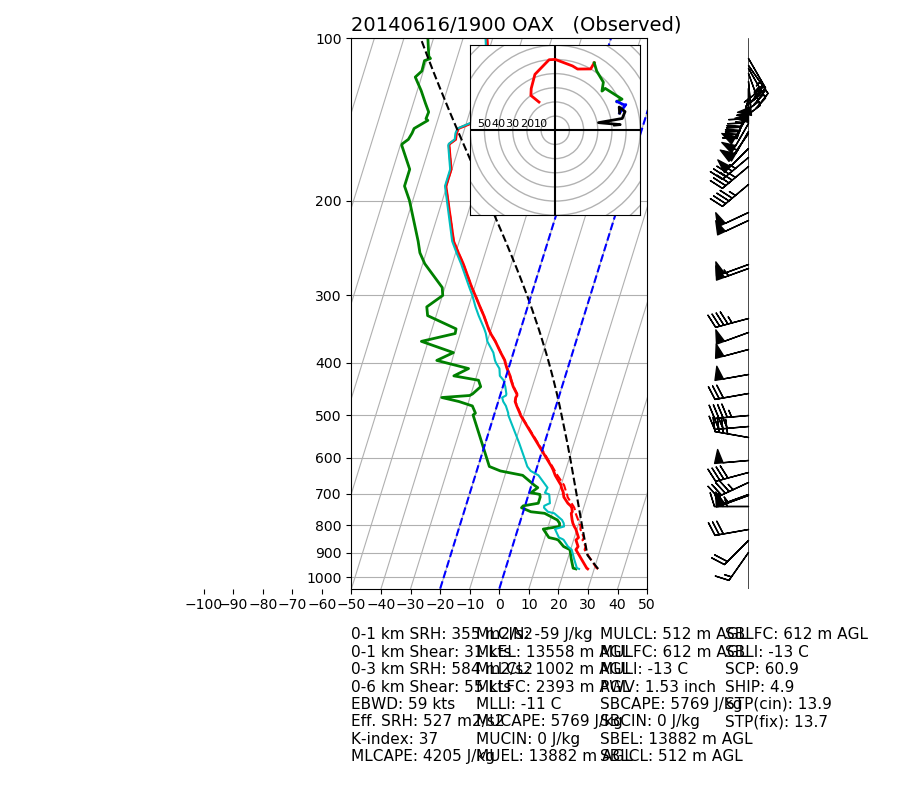 20140616/1900 OAX (Observed)
100
50 40 30 20 10
200
300
400
500
600
700
800
900
1000
−100 −90 −80 −70 −60 −50 −40 −30 −20 −10 0 10 20 30 40 50
0-1 km SRH: 355 m2/s2 MLCIN: -59 J/kg MULCL: 512 m AGL SBLFC: 612 m AGL
0-1 km Shear: 31 kts MLEL: 13558 m AGL MULFC: 612 m AGL SBLI: -13 C
0-3 km SRH: 584 m2/s2 MLLCL: 1002 m AGL MULI: -13 C SCP: 60.9
0-6 km Shear: 55 kts MLLFC: 2393 m AGL PWV: 1.53 inch SHIP: 4.9
EBWD: 59 kts MLLI: -11 C SBCAPE: 5769 J/kg STP(cin): 13.9
Eff. SRH: 527 m2/s2 MUCAPE: 5769 J/kg SBCIN: 0 J/kg STP(fix): 13.7
K-index: 37 MUCIN: 0 J/kg SBEL: 13882 m AGL
MLCAPE: 4205 J/kg MUEL: 13882 m AGL SBLCL: 512 m AGL